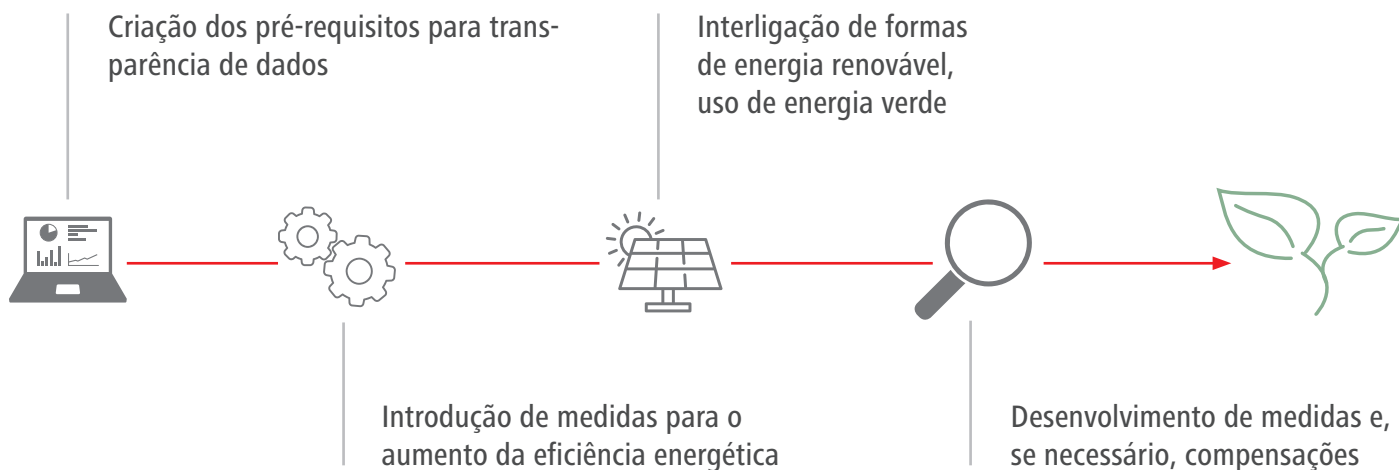 Criação dos pré-requisitos para trans-
parência de dados
Interligação de formas
de energia renovável,
uso de energia verde
Introdução de medidas para o
aumento da eficiência energética
Desenvolvimento de medidas e,
se necessário, compensações